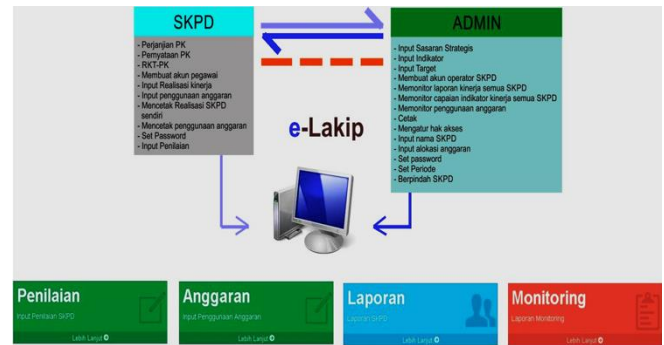 SKPD
- Perjanjian PK
- Pernyataan PK
- RKT-PK
- Membuat akun pegawai
- Input Realisasi kinerja
- Input penggunaan anggaran
- Mencetak Realisasi SKPD
sendiri
- Mencetak penggunaan anggaran
- Set Password
- Input Penilaian
ADMIN
- Input Sasaran Strategis
- Input Indikator
- Input Target
- Membuat akun operator SKPD
- Memonitor laporan kinerja semua SKPD
- Memonitor capaian indikator kinerja semua SKPD
- Memonitor penggunaan anggaran
- Cetak
- Mengatur hak akses
- Input nama SKPD
- Input alokasi anggaran
- Set password
- Set Periode
- Berpindah SKPD
e-Lakip
Penilaian
Input Penilaian SKPD
Lebih Lanjut
Anggaran
Input Penggunaan Anggaran
Lebih Lanjut
Laporan
Laporan SKPD
Lebih Lanjut
Monitoring
Laporan Monitoring
Lebih Lanjut